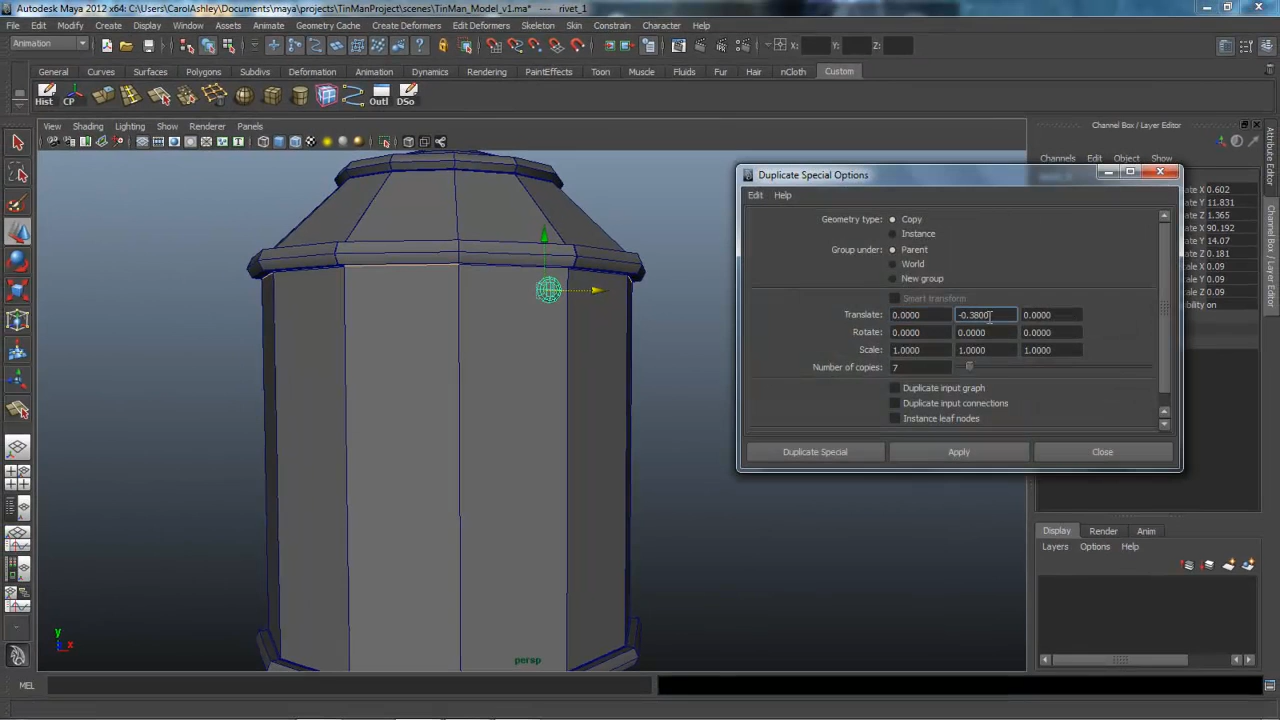 Autodesk Maya 2012 x64: C:\Users\CarolAshley\Documents\maya\projects\TinManProject\scenes\TinMan_Model_v1.ma* --- rivet_1
File Edit Modify Create Display Window Assets Animate Geometry Cache Create Deformers Edit Deformers Skeleton Skin Constrain Character Help
Animation X: Y: Z:
General Curves Surfaces Polygons Subdivs Deformation Animation Dynamics Rendering PaintEffects Toon Muscle Fluids Fur Hair nCloth Custom
Hist CP Outl DSo
View Shading Lighting Show Renderer Panels
Channel Box / Layer Editor
Channels Edit Object Show
ate X 0.602
ate Y 11.831
ate Z 1.365
ate X 90.192
ate Y 14.07
ate Z 0.181
ale X 0.09
ale Y 0.09
ale Z 0.09
bility on
Attribute Editor
Channel Box / Layer Editor
Duplicate Special Options
Edit Help
Geometry type: Copy
Instance
Group under: Parent
World
New group
Smart transform
Translate: 0.0000 -0.3800 0.0000
Rotate: 0.0000 0.0000 0.0000
Scale: 1.0000 1.0000 1.0000
Number of copies: 7
Duplicate input graph
Duplicate input connections
Instance leaf nodes
Duplicate Special Apply Close
Display Render Anim
Layers Options Help
y
x
persp
MEL